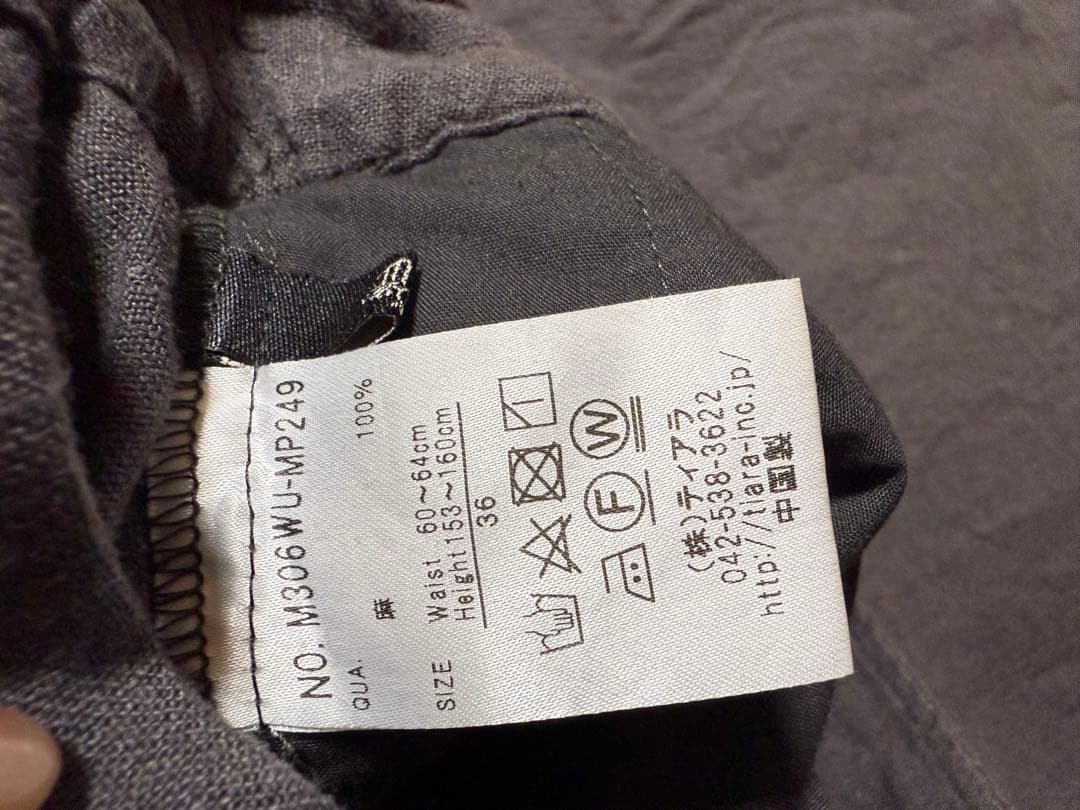 NO. M306WU-MP249
QUA.
麻 100%
SIZE Waist 60～64cm
Height153～160cm
36
W
F
(株)ティアラ
042-538-3622
http://tiara-inc.jp/
中国製